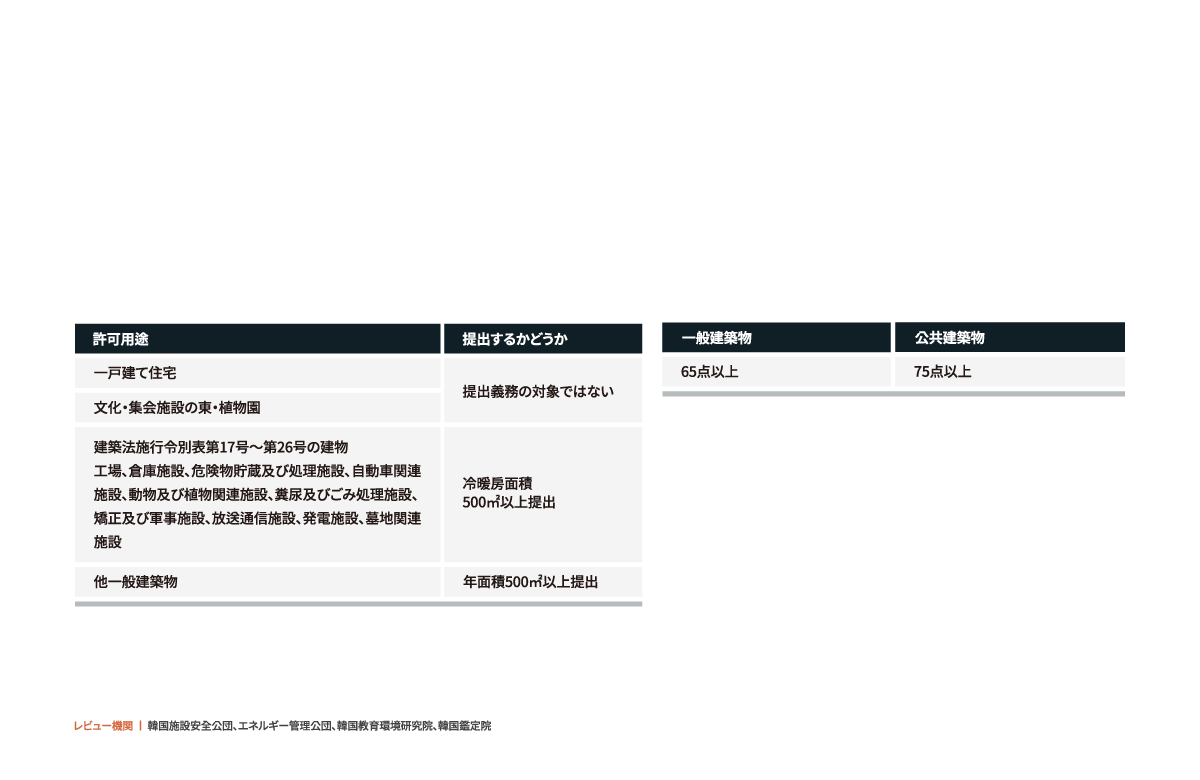 許可用途
提出するかどうか
一戸建て住宅
提出義務の対象ではない
文化・集会施設の東・植物園
建築法施行令別表第17号〜第26号の建物
工場、倉庫施設、危険物貯蔵及び処理施設、自動車関連
施設、動物及び植物関連施設、糞尿及びごみ処理施設、
矯正及び軍事施設、放送通信施設、発電施設、墓地関連
施設
冷暖房面積
500㎡以上提出
他一般建築物
年面積500㎡以上提出
一般建築物
公共建築物
65点以上
75点以上
レビュー機関 | 韓国施設安全公団、エネルギー管理公団、韓国教育環境研究院、韓国鑑定院